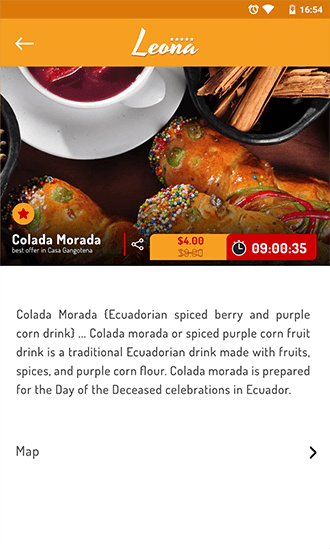 16:54
Leona
Colada Morada
best offer in Casa Gangotena
$4.00
$9.00
09:00:35
Colada Morada {Ecuadorian spiced berry and purple
corn drink} ... Colada morada or spiced purple corn fruit
drink is a traditional Ecuadorian drink made with fruits,
spices, and purple corn flour. Colada morada is prepared
for the Day of the Deceased celebrations in Ecuador.
Map